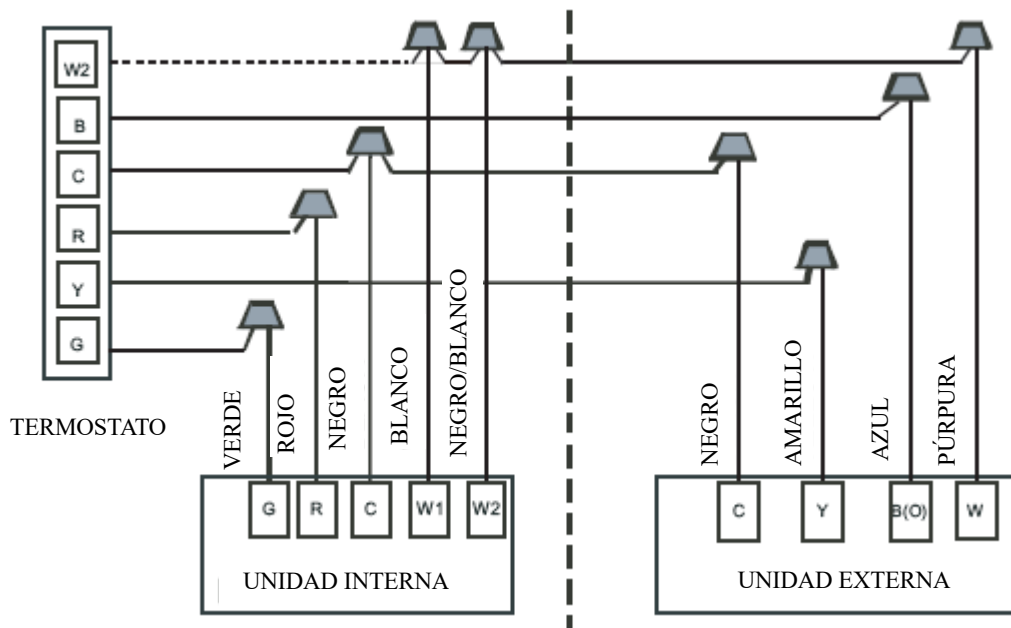 W2
B
C
R
Y
G
TERMOSTATO
VERDE
ROJO
NEGRO
BLANCO
NEGRO/BLANCO
NEGRO
AMARILLO
AZUL
PÚRPURA
G R C W1 W2
UNIDAD INTERNA
C Y B(O) W
UNIDAD EXTERNA